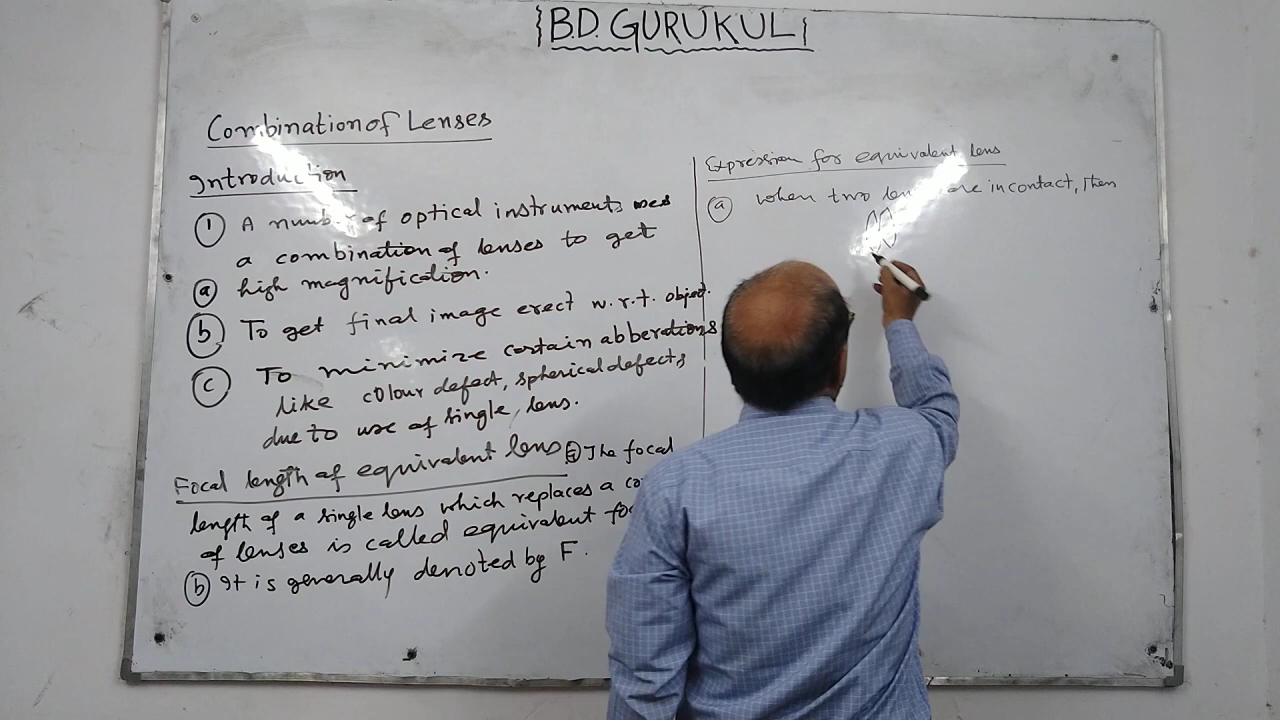 B.D. GURUKUL
Combination of Lenses
Introduction
① A number of optical instruments
a combination of lenses to get
ⓐ high magnification.
ⓑ To get final image erect w.r.t. object.
ⓒ To minimize certain abberations
like colour defect, spherical defects
due to use of single lens.
Focal length of equivalent lens ⓐ The focal
length of a single lens which replaces a
of lenses is called equivalent
ⓑ It is generally denoted by F.
Expression for equivalent lens
ⓐ when two are in contact, then